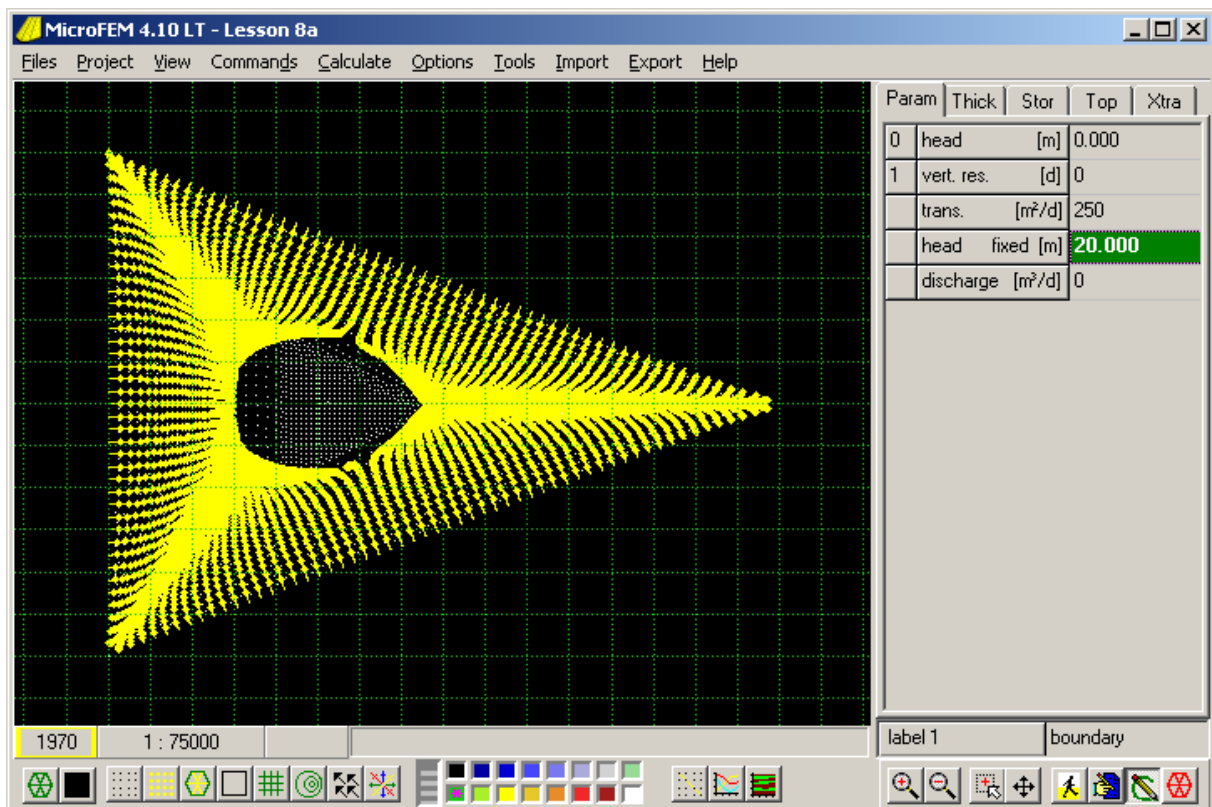 MicroFEM 4.10 LT - Lesson 8a
Files Project View Commands Calculate Options Tools Import Export Help
Param Thick Stor Top Xtra
0 head [m] 0.000
1 vert. res. [d] 0
trans. [m²/d] 250
head fixed [m] 20.000
discharge [m³/d] 0
1970 1 : 75000 label 1 boundary